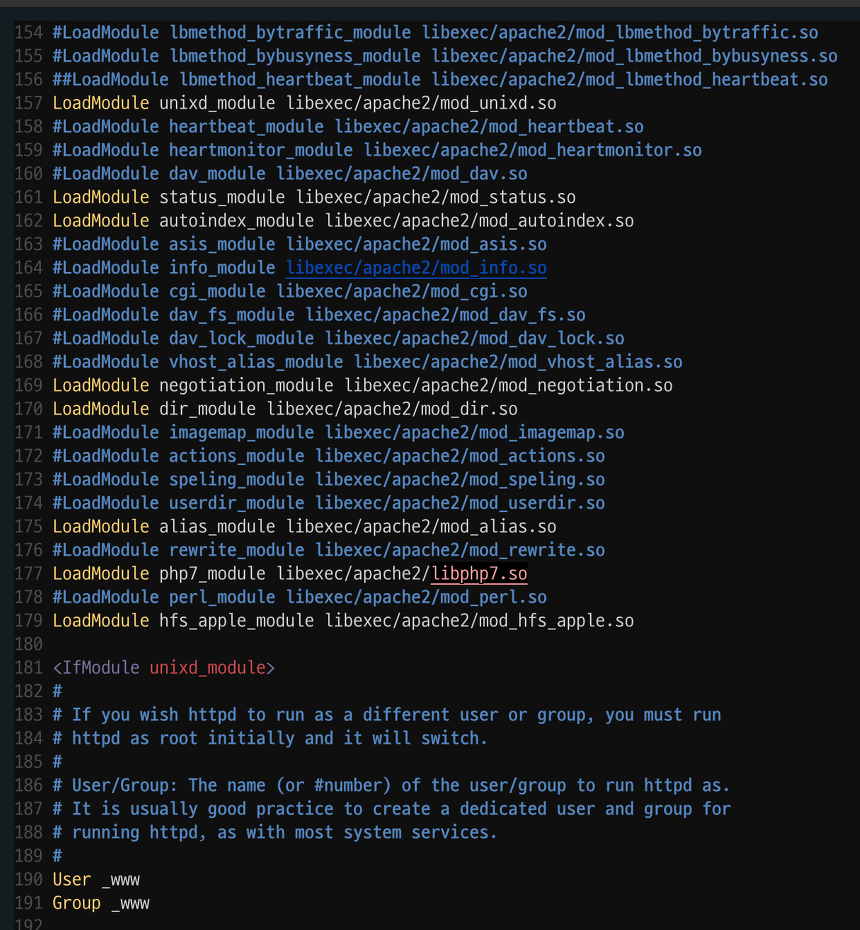 154 #LoadModule lbmethod_bytraffic_module libexec/apache2/mod_lbmethod_bytraffic.so
155 #LoadModule lbmethod_bybusyness_module libexec/apache2/mod_lbmethod_bybusyness.so
156 ##LoadModule lbmethod_heartbeat_module libexec/apache2/mod_lbmethod_heartbeat.so
157 LoadModule unixd_module libexec/apache2/mod_unixd.so
158 #LoadModule heartbeat_module libexec/apache2/mod_heartbeat.so
159 #LoadModule heartmonitor_module libexec/apache2/mod_heartmonitor.so
160 #LoadModule dav_module libexec/apache2/mod_dav.so
161 LoadModule status_module libexec/apache2/mod_status.so
162 LoadModule autoindex_module libexec/apache2/mod_autoindex.so
163 #LoadModule asis_module libexec/apache2/mod_asis.so
164 #LoadModule info_module libexec/apache2/mod_info.so
165 #LoadModule cgi_module libexec/apache2/mod_cgi.so
166 #LoadModule dav_fs_module libexec/apache2/mod_dav_fs.so
167 #LoadModule dav_lock_module libexec/apache2/mod_dav_lock.so
168 #LoadModule vhost_alias_module libexec/apache2/mod_vhost_alias.so
169 LoadModule negotiation_module libexec/apache2/mod_negotiation.so
170 LoadModule dir_module libexec/apache2/mod_dir.so
171 #LoadModule imagemap_module libexec/apache2/mod_imagemap.so
172 #LoadModule actions_module libexec/apache2/mod_actions.so
173 #LoadModule speling_module libexec/apache2/mod_speling.so
174 #LoadModule userdir_module libexec/apache2/mod_userdir.so
175 LoadModule alias_module libexec/apache2/mod_alias.so
176 #LoadModule rewrite_module libexec/apache2/mod_rewrite.so
177 LoadModule php7_module libexec/apache2/libphp7.so
178 #LoadModule perl_module libexec/apache2/mod_perl.so
179 LoadModule hfs_apple_module libexec/apache2/mod_hfs_apple.so
180
181 <IfModule unixd_module>
182 #
183 # If you wish httpd to run as a different user or group, you must run
184 # httpd as root initially and it will switch.
185 #
186 # User/Group: The name (or #number) of the user/group to run httpd as.
187 # It is usually good practice to create a dedicated user and group for
188 # running httpd, as with most system services.
189 #
190 User _www
191 Group _www
192